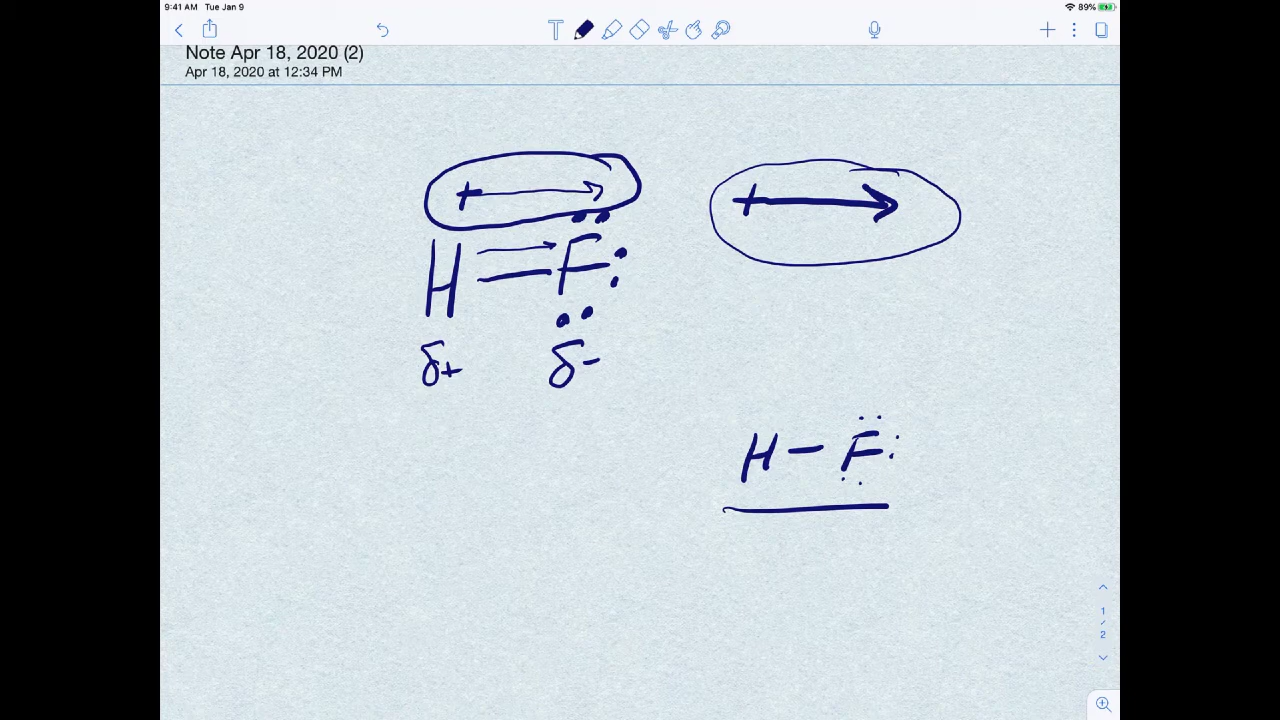 9:41 AM Tue Jan 9
89%
T
Note Apr 18, 2020 (2)
Apr 18, 2020 at 12:34 PM
H F
δ+ δ-
H - F
1
/
2